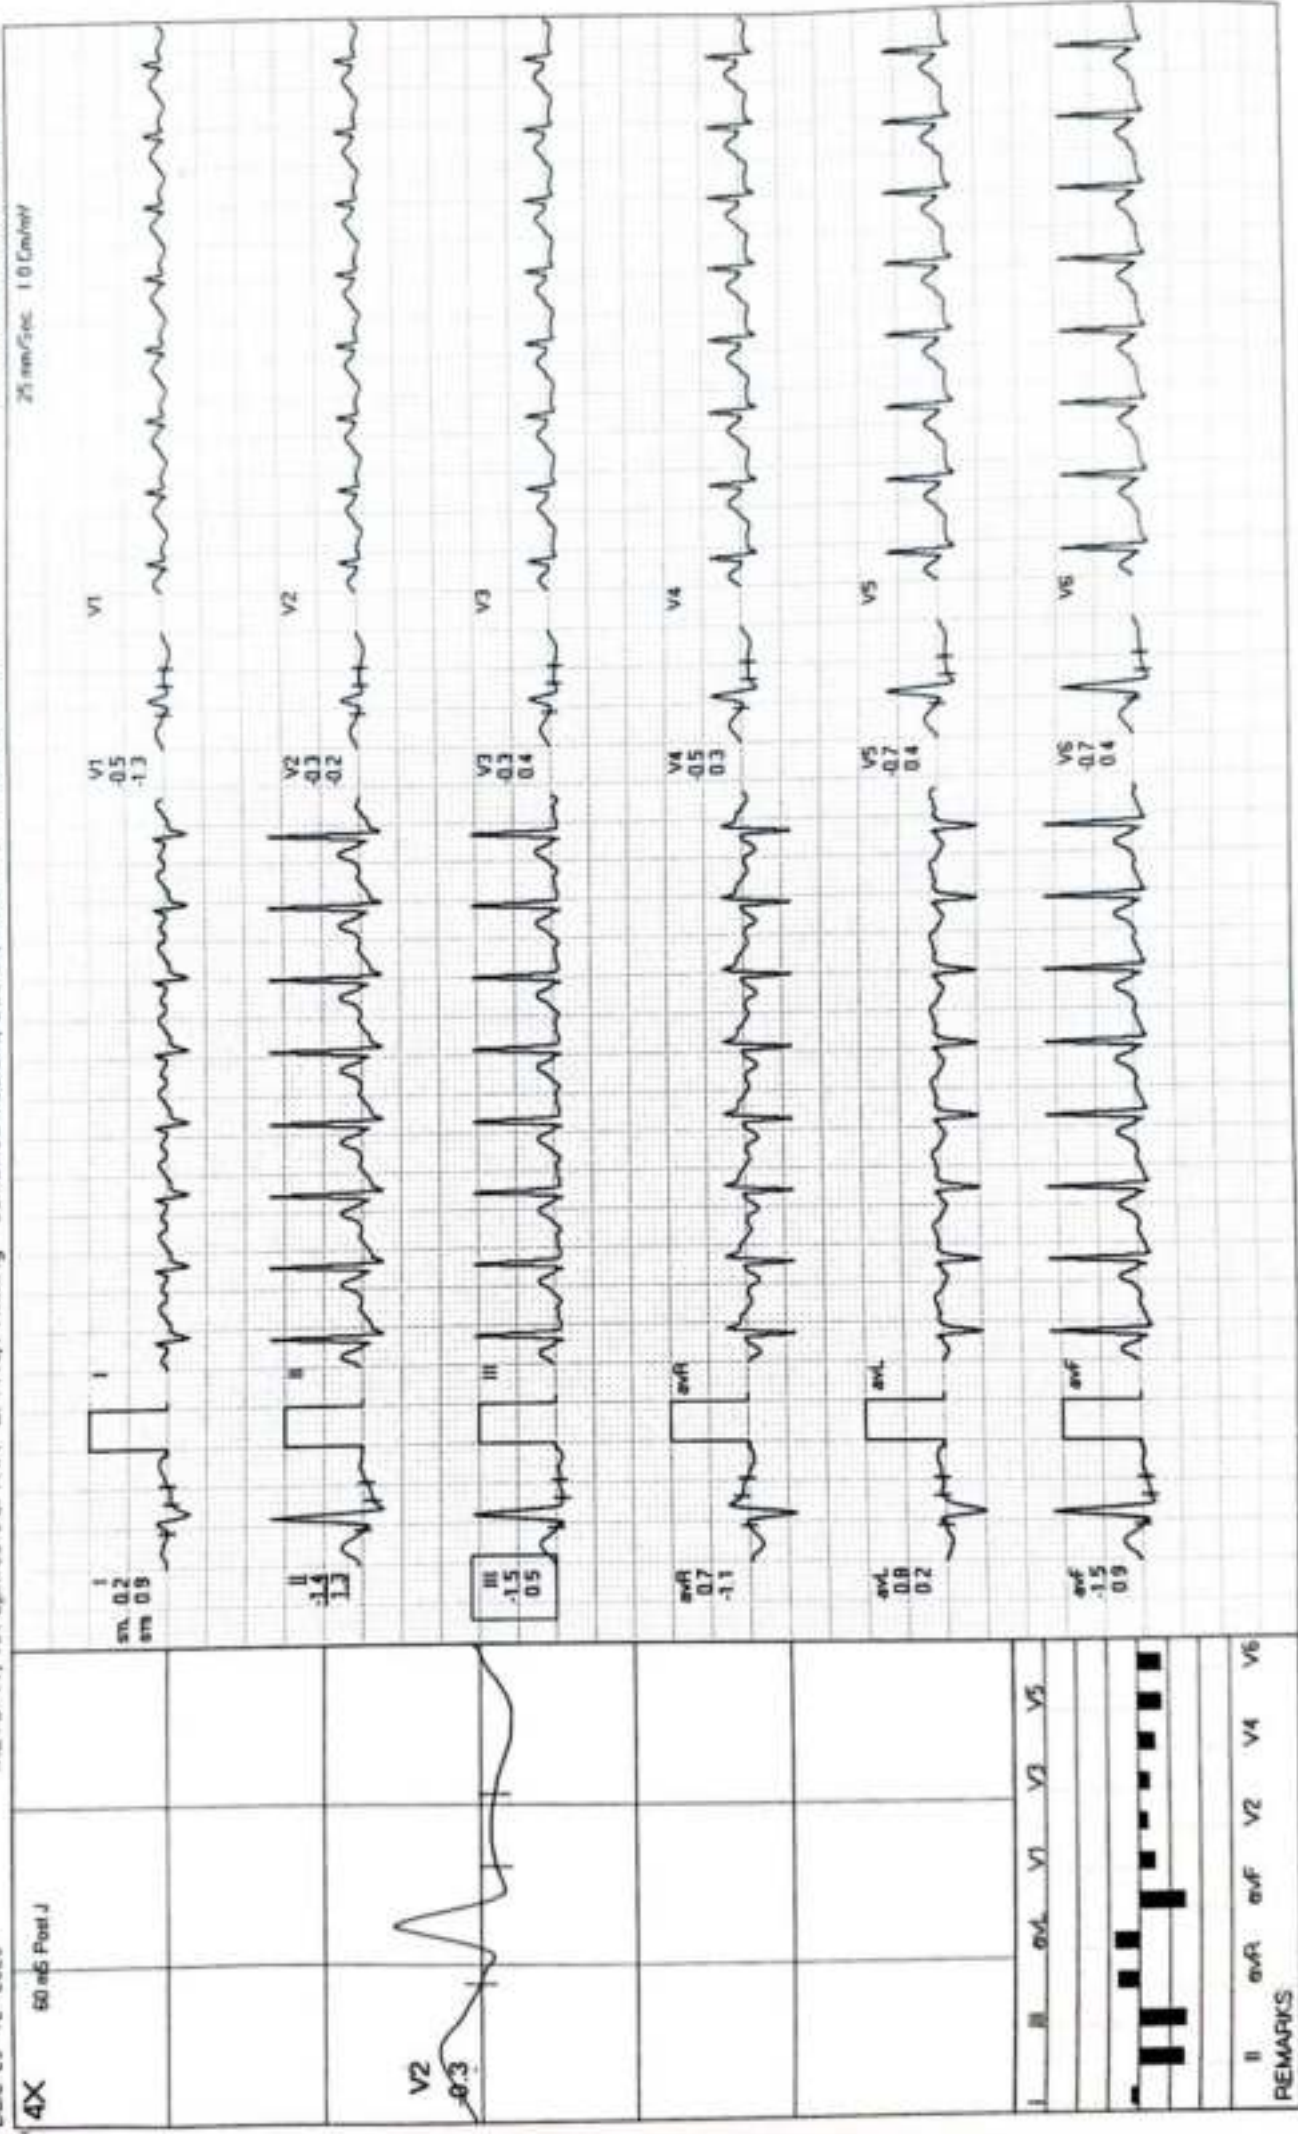 4X
60 mS Post J
25 mm/Sec. 1.0 Cm/mV
V2
-0.3
I
STL 0.2
STS 0.9
I
V1
-0.5
-1.3
V1
II
-1.4
1.3
II
V2
-0.3
-0.2
V2
III
-1.5
0.5
III
V3
-0.3
0.4
V3
avR
0.7
-1.1
avR
V4
-0.5
0.3
V4
avL
0.8
0.2
avL
V5
-0.7
0.4
V5
avF
-1.5
0.9
avF
V6
-0.7
0.4
V6
I III avL V1 V3 V5
II avR avF V2 V4 V6
REMARKS: